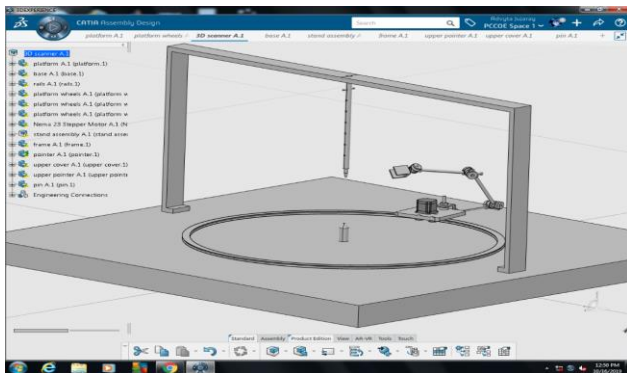 3DEXPERIENCE
CATIA Assembly Design
Search
PCCOE Space 1
platform A.1
platform wheels
3D scanner A.1
base A.1
stand assembly
frame A.1
upper pointer A.1
upper cover A.1
pin A.1
3D scanner A.1
platform A.1 (platform.1)
base A.1 (base.1)
rails A.1 (rails.1)
platform wheels A.1 (platform w
platform wheels A.1 (platform w
platform wheels A.1 (platform w
Nema 23 Stepper Motor A.1 (N
stand assembly A.1 (stand assem
frame A.1 (frame.1)
pointer A.1 (pointer.1)
upper cover A.1 (upper cover.1)
upper pointer A.1 (upper pointe
pin A.1 (pin.1)
Engineering Connections
Standard
Assembly
Product Edition
View
AR-VR
Tools
Touch
12:50 PM